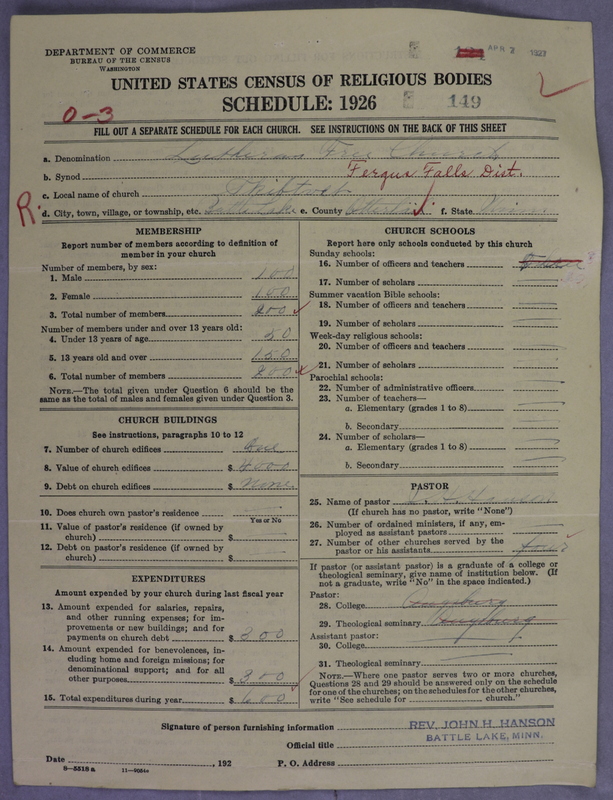 DEPARTMENT OF COMMERCE
BUREAU OF THE CENSUS
WASHINGTON
APR 2 1927
UNITED STATES CENSUS OF RELIGIOUS BODIES
SCHEDULE: 1926
149
0-3
FILL OUT A SEPARATE SCHEDULE FOR EACH CHURCH. SEE INSTRUCTIONS ON THE BACK OF THIS SHEET
a. Denomination Lutheran Free Church
b. Synod Fergus Falls Dist.
c. Local name of church
R. d. City, town, village, or township, etc. Battle Lake e. County Ottertail f. State Minn
MEMBERSHIP
Report number of members according to definition of member in your church
Number of members, by sex:
1. Male 100
2. Female 100
3. Total number of members 200
Number of members under and over 13 years old:
4. Under 13 years of age 50
5. 13 years old and over 150
6. Total number of members 200
NOTE.—The total given under Question 6 should be the same as the total of males and females given under Question 3.
CHURCH BUILDINGS
See instructions, paragraphs 10 to 12
7. Number of church edifices One
8. Value of church edifices $ 4000
9. Debt on church edifices $ None
10. Does church own pastor's residence
Yes or No
11. Value of pastor's residence (if owned by church) $
12. Debt on pastor's residence (if owned by church) $
EXPENDITURES
Amount expended by your church during last fiscal year
13. Amount expended for salaries, repairs, and other running expenses; for improvements or new buildings; and for payments on church debt $ 300
14. Amount expended for benevolences, including home and foreign missions; for denominational support; and for all other purposes $ 300
15. Total expenditures during year $ 600
CHURCH SCHOOLS
Report here only schools conducted by this church
Sunday schools:
16. Number of officers and teachers
17. Number of scholars
Summer vacation Bible schools:
18. Number of officers and teachers
19. Number of scholars
Week-day religious schools:
20. Number of officers and teachers
21. Number of scholars
Parochial schools:
22. Number of administrative officers
23. Number of teachers—
a. Elementary (grades 1 to 8)
b. Secondary
24. Number of scholars—
a. Elementary (grades 1 to 8)
b. Secondary
PASTOR
25. Name of pastor
(If church has no pastor, write "None")
26. Number of ordained ministers, if any, employed as assistant pastors
27. Number of other churches served by the pastor or his assistants four
If pastor (or assistant pastor) is a graduate of a college or theological seminary, give name of institution below. (If not a graduate, write "No" in the space indicated.)
Pastor:
28. College Augsburg
29. Theological seminary Augsburg
Assistant pastor:
30. College
31. Theological seminary
NOTE.—Where one pastor serves two or more churches, Questions 28 and 29 should be answered only on the schedule for one of the churches; on the schedules for the other churches, write "See schedule for church."
Signature of person furnishing information REV. JOHN H. HANSON
Official title BATTLE LAKE, MINN.
Date , 192 P. O. Address
8-5518 a 11-9054